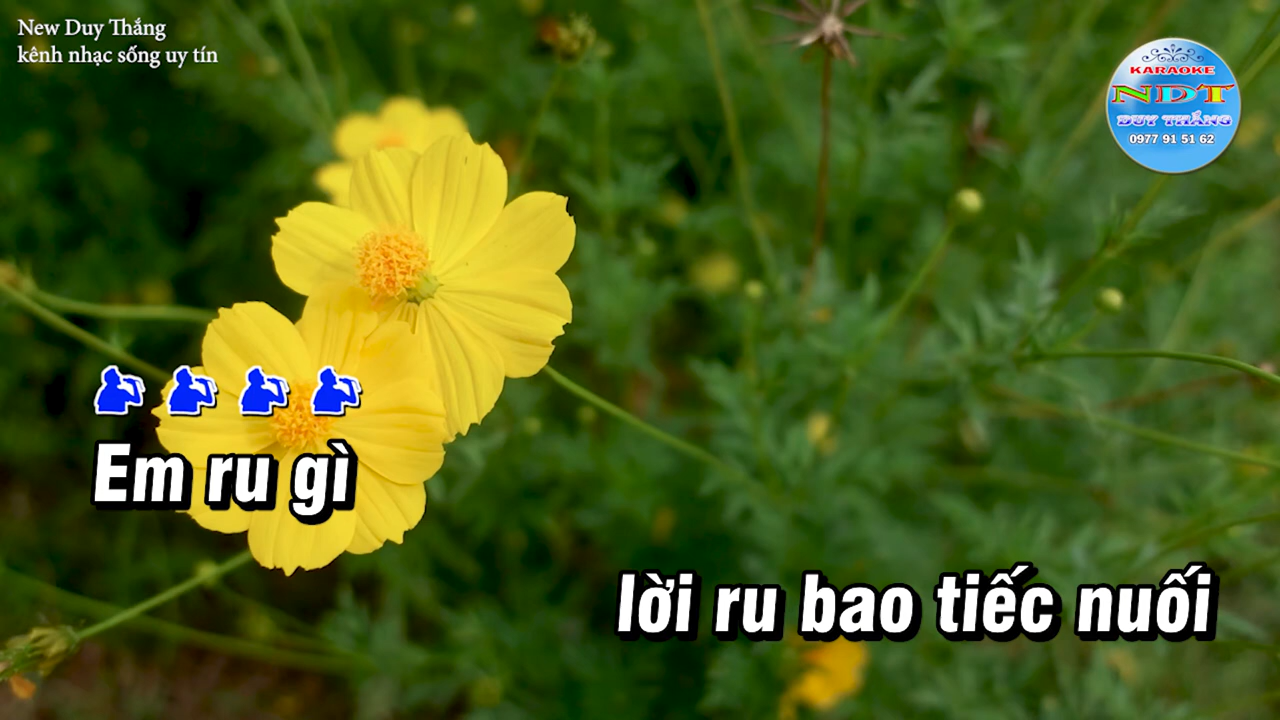 New Duy Thắng
kênh nhạc sống uy tín
KARAOKE
NDT
DUY THẮNG
0977 91 51 62
Em ru gì
lời ru bao tiếc nuối